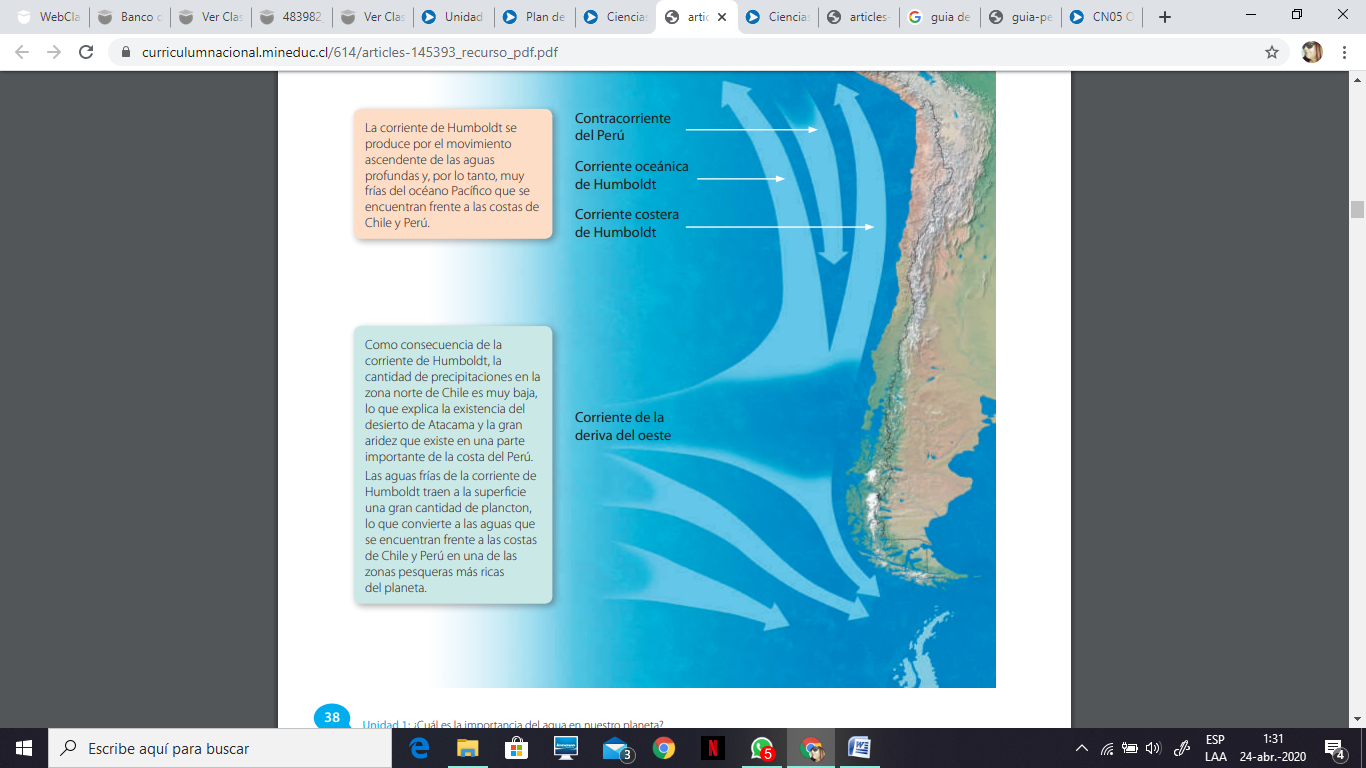 WebCla
Banco c
Ver Clas
483982
Ver Clas
Unidad
Plan de
Ciencias
artic
Ciencias
articles-
guia de
guia-pe
CN05 C
curriculumnacional.mineduc.cl/614/articles-145393_recurso_pdf.pdf
La corriente de Humboldt se
produce por el movimiento
ascendente de las aguas
profundas y, por lo tanto, muy
frías del océano Pacífico que se
encuentran frente a las costas de
Chile y Perú.
Contracorriente
del Perú
Corriente oceánica
de Humboldt
Corriente costera
de Humboldt
Como consecuencia de la
corriente de Humboldt, la
cantidad de precipitaciones en la
zona norte de Chile es muy baja,
lo que explica la existencia del
desierto de Atacama y la gran
aridez que existe en una parte
importante de la costa del Perú.
Las aguas frías de la corriente de
Humboldt traen a la superficie
una gran cantidad de plancton,
lo que convierte a las aguas que
se encuentran frente a las costas
de Chile y Perú en una de las
zonas pesqueras más ricas
del planeta.
Corriente de la
deriva del oeste
38
Unidad 1: ¿Cuál es la importancia del agua en nuestro planeta?
Escribe aquí para buscar
3
N
5
ESP
LAA
1:31
24-abr.-2020
4